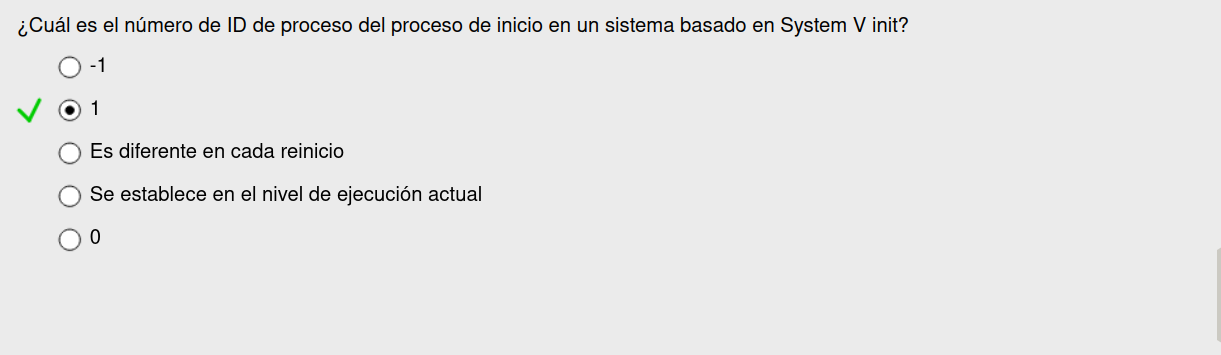 ¿Cuál es el número de ID de proceso del proceso de inicio en un sistema basado en System V init?
-1
1
Es diferente en cada reinicio
Se establece en el nivel de ejecución actual
0